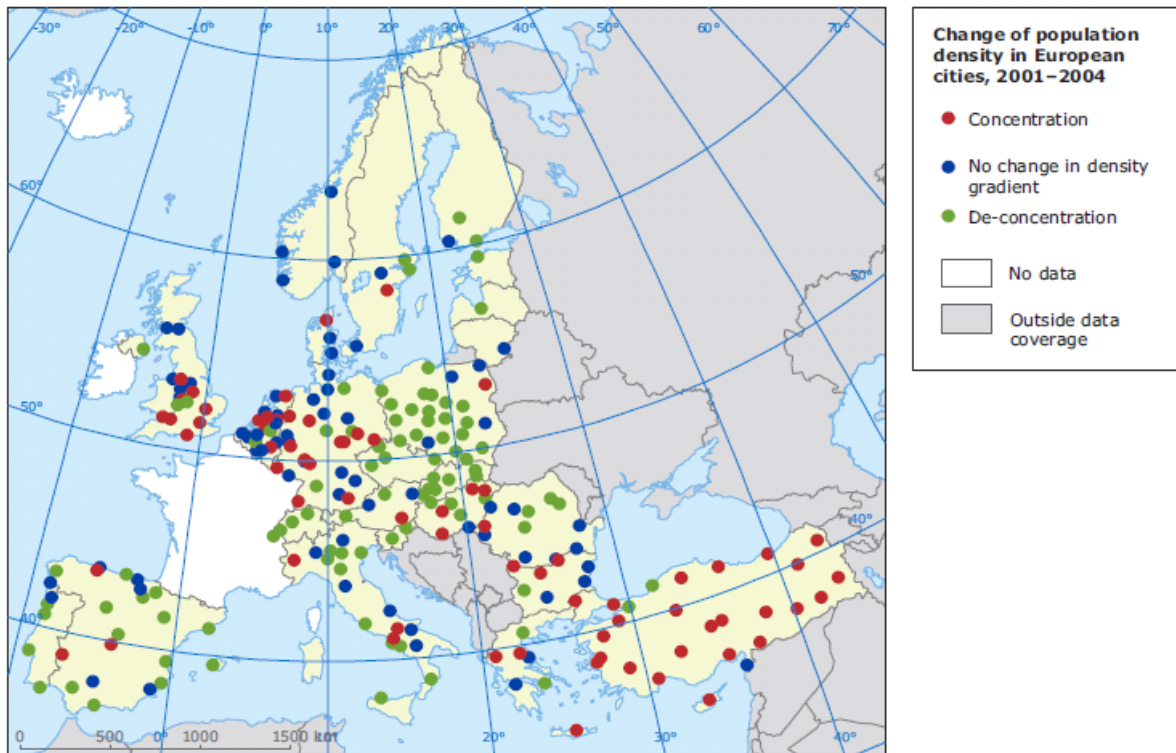 -30° -20° -10° 0° 10° 20° 30° 40° 50° 60° 70°
60°
50°
50°
40°
40°
0 500 1000 1500 km
0° 10° 20° 30° 40°
Change of population
density in European
cities, 2001–2004
Concentration
No change in density
gradient
De-concentration
No data
Outside data
coverage